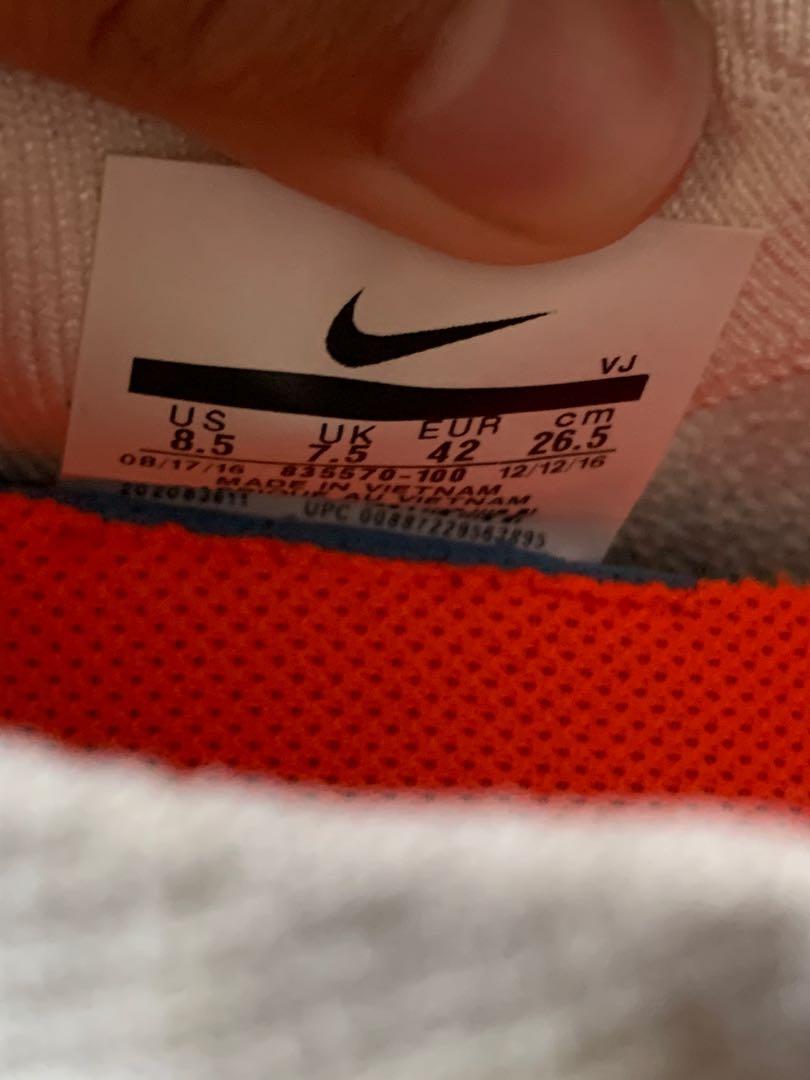 VJ
US UK EUR cm
8.5 7.5 42 26.5
08/17/16 835570-100 12/12/16
MADE IN VIETNAM
VIETNAM
UPC